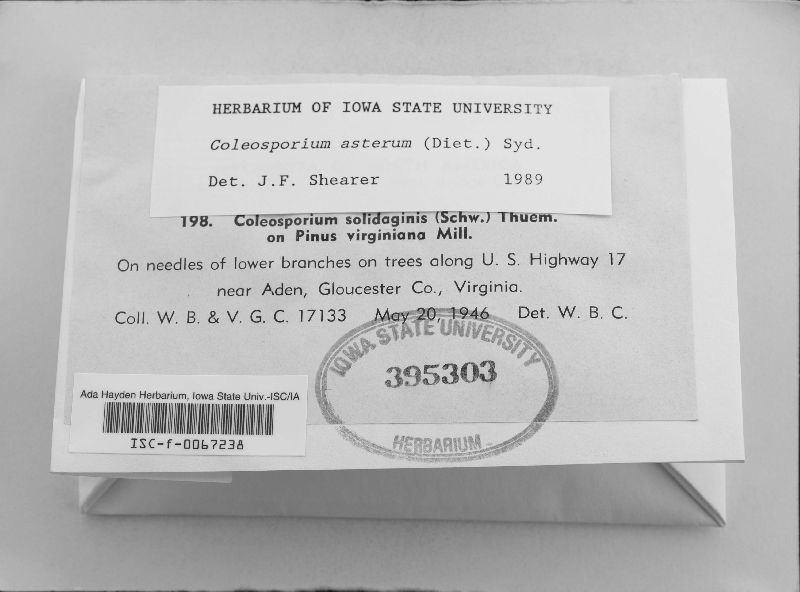 HERBARIUM OF IOWA STATE UNIVERSITY
Coleosporium asterum (Diet.) Syd.
Det. J.F. Shearer 1989
198. Coleosporium solidaginis (Schw.) Thuem.
on Pinus virginiana Mill.
On needles of lower branches on trees along U. S. Highway 17
near Aden, Gloucester Co., Virginia.
Coll. W. B. & V. G. C. 17133 May 20, 1946 Det. W. B. C.
IOWA STATE UNIVERSITY
395303
HERBARIUM
Ada Hayden Herbarium, Iowa State Univ.-ISC/IA
ISC-f-0067238